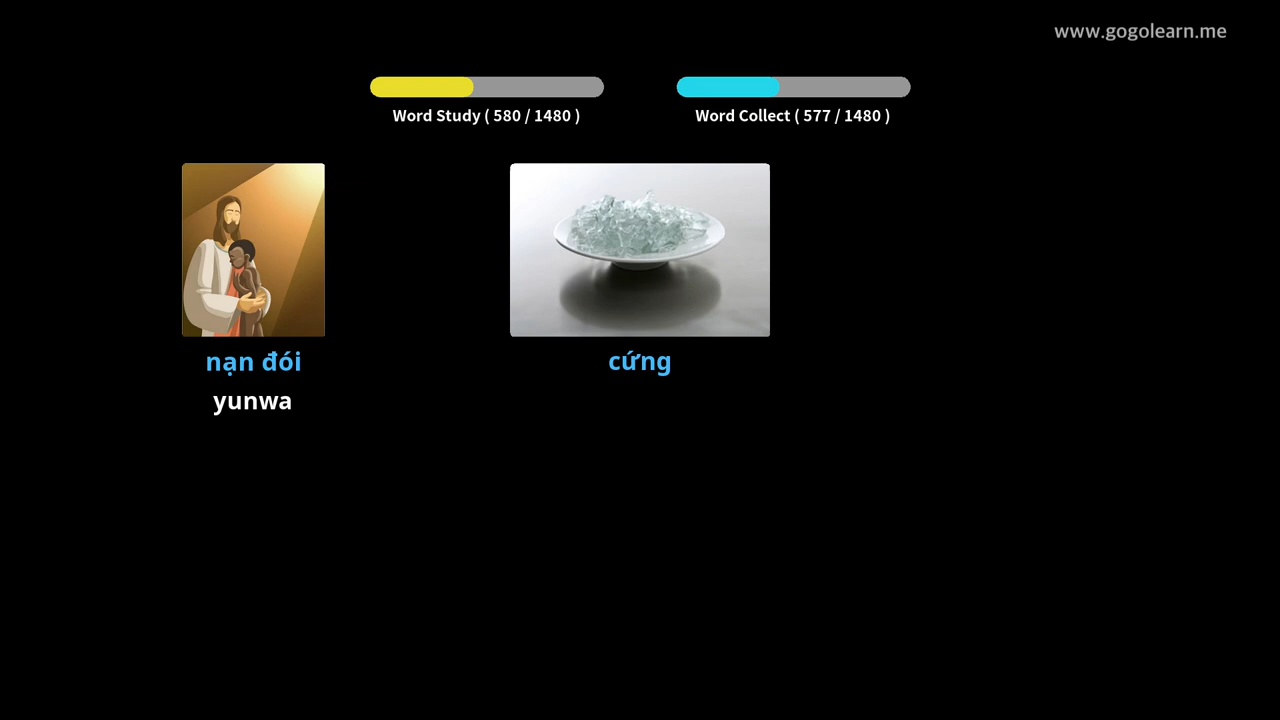 www.gogolearn.me
Word Study ( 580 / 1480 )
Word Collect ( 577 / 1480 )
nạn đói
cứng
yunwa